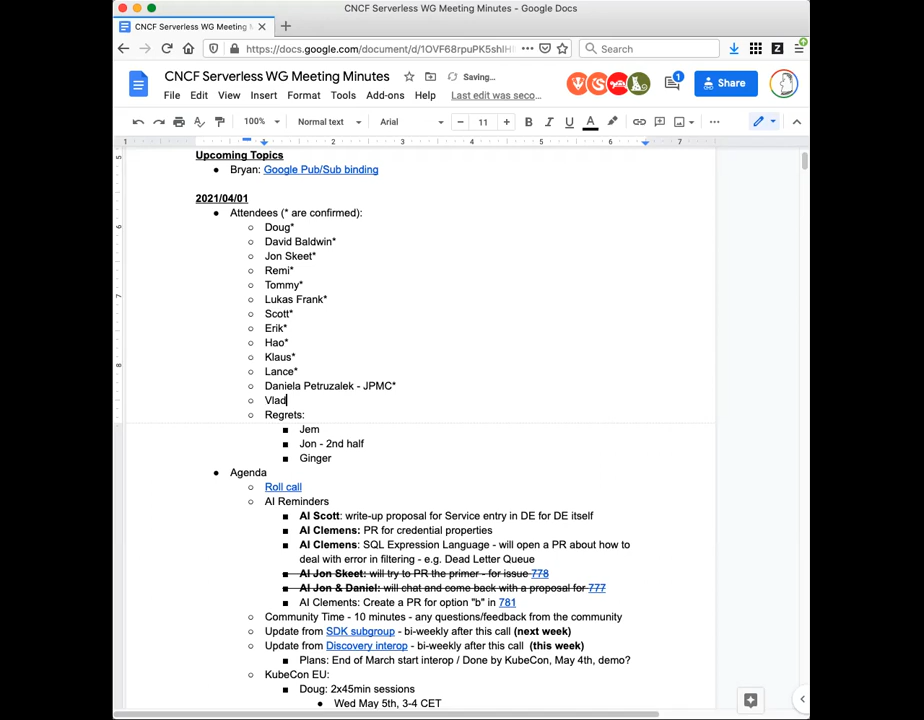 CNCF Serverless WG Meeting Minutes - Google Docs
CNCF Serverless WG Meeting Minutes
https://docs.google.com/document/d/1OVF68rpuPK5shIH
Search
CNCF Serverless WG Meeting Minutes
Saving...
1
Share
File Edit View Insert Format Tools Add-ons Help Last edit was seco...
100% Normal text Arial 11
1 1 2 3 4 5 6 7
Upcoming Topics
Bryan: Google Pub/Sub binding
2021/04/01
Attendees (* are confirmed):
Doug*
David Baldwin*
Jon Skeet*
Remi*
Tommy*
Lukas Frank*
Scott*
Erik*
Hao*
Klaus*
Lance*
Daniela Petruzalek - JPMC*
Vlad
Regrets:
Jem
Jon - 2nd half
Ginger
Agenda
Roll call
AI Reminders
AI Scott: write-up proposal for Service entry in DE for DE itself
AI Clemens: PR for credential properties
AI Clemens: SQL Expression Language - will open a PR about how to
deal with error in filtering - e.g. Dead Letter Queue
AI Jon Skeet: will try to PR the primer - for issue 778
AI Jon & Daniel: will chat and come back with a proposal for 777
AI Clements: Create a PR for option "b" in 781
Community Time - 10 minutes - any questions/feedback from the community
Update from SDK subgroup - bi-weekly after this call (next week)
Update from Discovery interop - bi-weekly after this call (this week)
Plans: End of March start interop / Done by KubeCon, May 4th, demo?
KubeCon EU:
Doug: 2x45min sessions
Wed May 5th, 3-4 CET